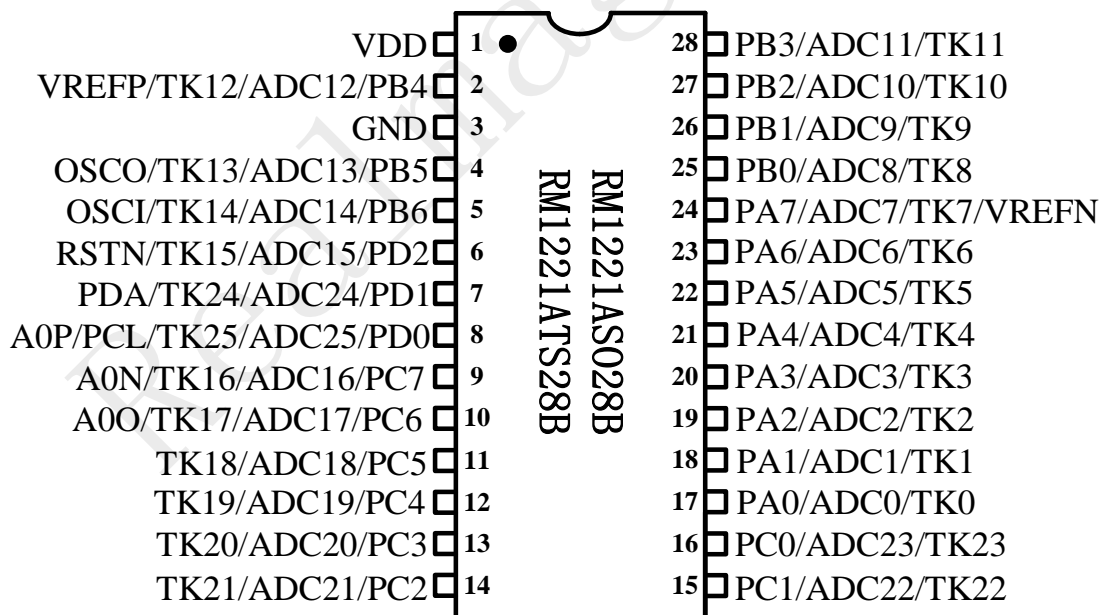 VDD 1 28 PB3/ADC11/TK11
VREFP/TK12/ADC12/PB4 2 27 PB2/ADC10/TK10
GND 3 26 PB1/ADC9/TK9
OSCO/TK13/ADC13/PB5 4 25 PB0/ADC8/TK8
OSCI/TK14/ADC14/PB6 5 24 PA7/ADC7/TK7/VREFN
RSTN/TK15/ADC15/PD2 6 23 PA6/ADC6/TK6
PDA/TK24/ADC24/PD1 7 22 PA5/ADC5/TK5
A0P/PCL/TK25/ADC25/PD0 8 21 PA4/ADC4/TK4
A0N/TK16/ADC16/PC7 9 20 PA3/ADC3/TK3
A0O/TK17/ADC17/PC6 10 19 PA2/ADC2/TK2
TK18/ADC18/PC5 11 18 PA1/ADC1/TK1
TK19/ADC19/PC4 12 17 PA0/ADC0/TK0
TK20/ADC20/PC3 13 16 PC0/ADC23/TK23
TK21/ADC21/PC2 14 15 PC1/ADC22/TK22
RM1221ASO28B
RM1221ATS28B
Real mag